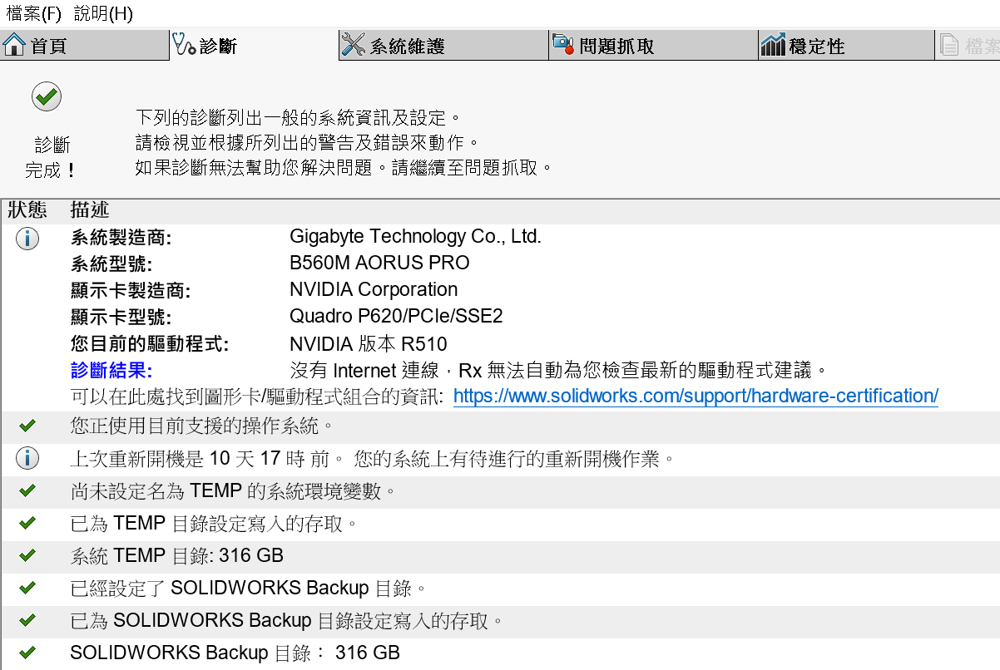 檔案(F) 說明(H)
首頁 診斷 系統維護 問題抓取 穩定性 檔案
下列的診斷列出一般的系統資訊及設定。
請檢視並根據所列出的警告及錯誤來動作。
如果診斷無法幫助您解決問題。請繼續至問題抓取。
診斷
完成！
狀態 描述
系統製造商: Gigabyte Technology Co., Ltd.
系統型號: B560M AORUS PRO
顯示卡製造商: NVIDIA Corporation
顯示卡型號: Quadro P620/PCIe/SSE2
您目前的驅動程式: NVIDIA 版本 R510
診斷結果: 沒有 Internet 連線，Rx 無法自動為您檢查最新的驅動程式建議。
可以在此處找到圖形卡/驅動程式組合的資訊: https://www.solidworks.com/support/hardware-certification/
您正使用目前支援的操作系統。
上次重新開機是 10 天 17 時 前。 您的系統上有待進行的重新開機作業。
尚未設定名為 TEMP 的系統環境變數。
已為 TEMP 目錄設定寫入的存取。
系統 TEMP 目錄: 316 GB
已經設定了 SOLIDWORKS Backup 目錄。
已為 SOLIDWORKS Backup 目錄設定寫入的存取。
SOLIDWORKS Backup 目錄： 316 GB